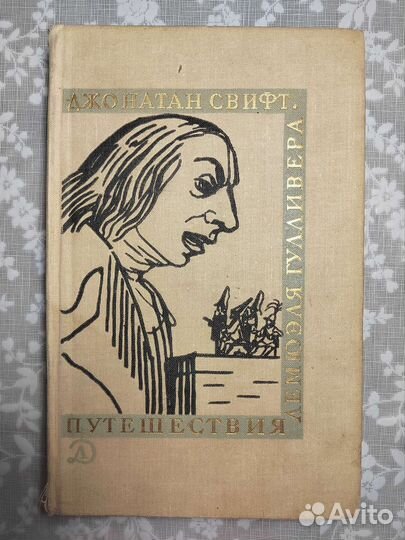 ДЖОНАТАН СВИФТ.
ПУТЕШЕСТВИЯ
ЛЕМЮЭЛЯ ГУЛЛИВЕРА
Д
Avito